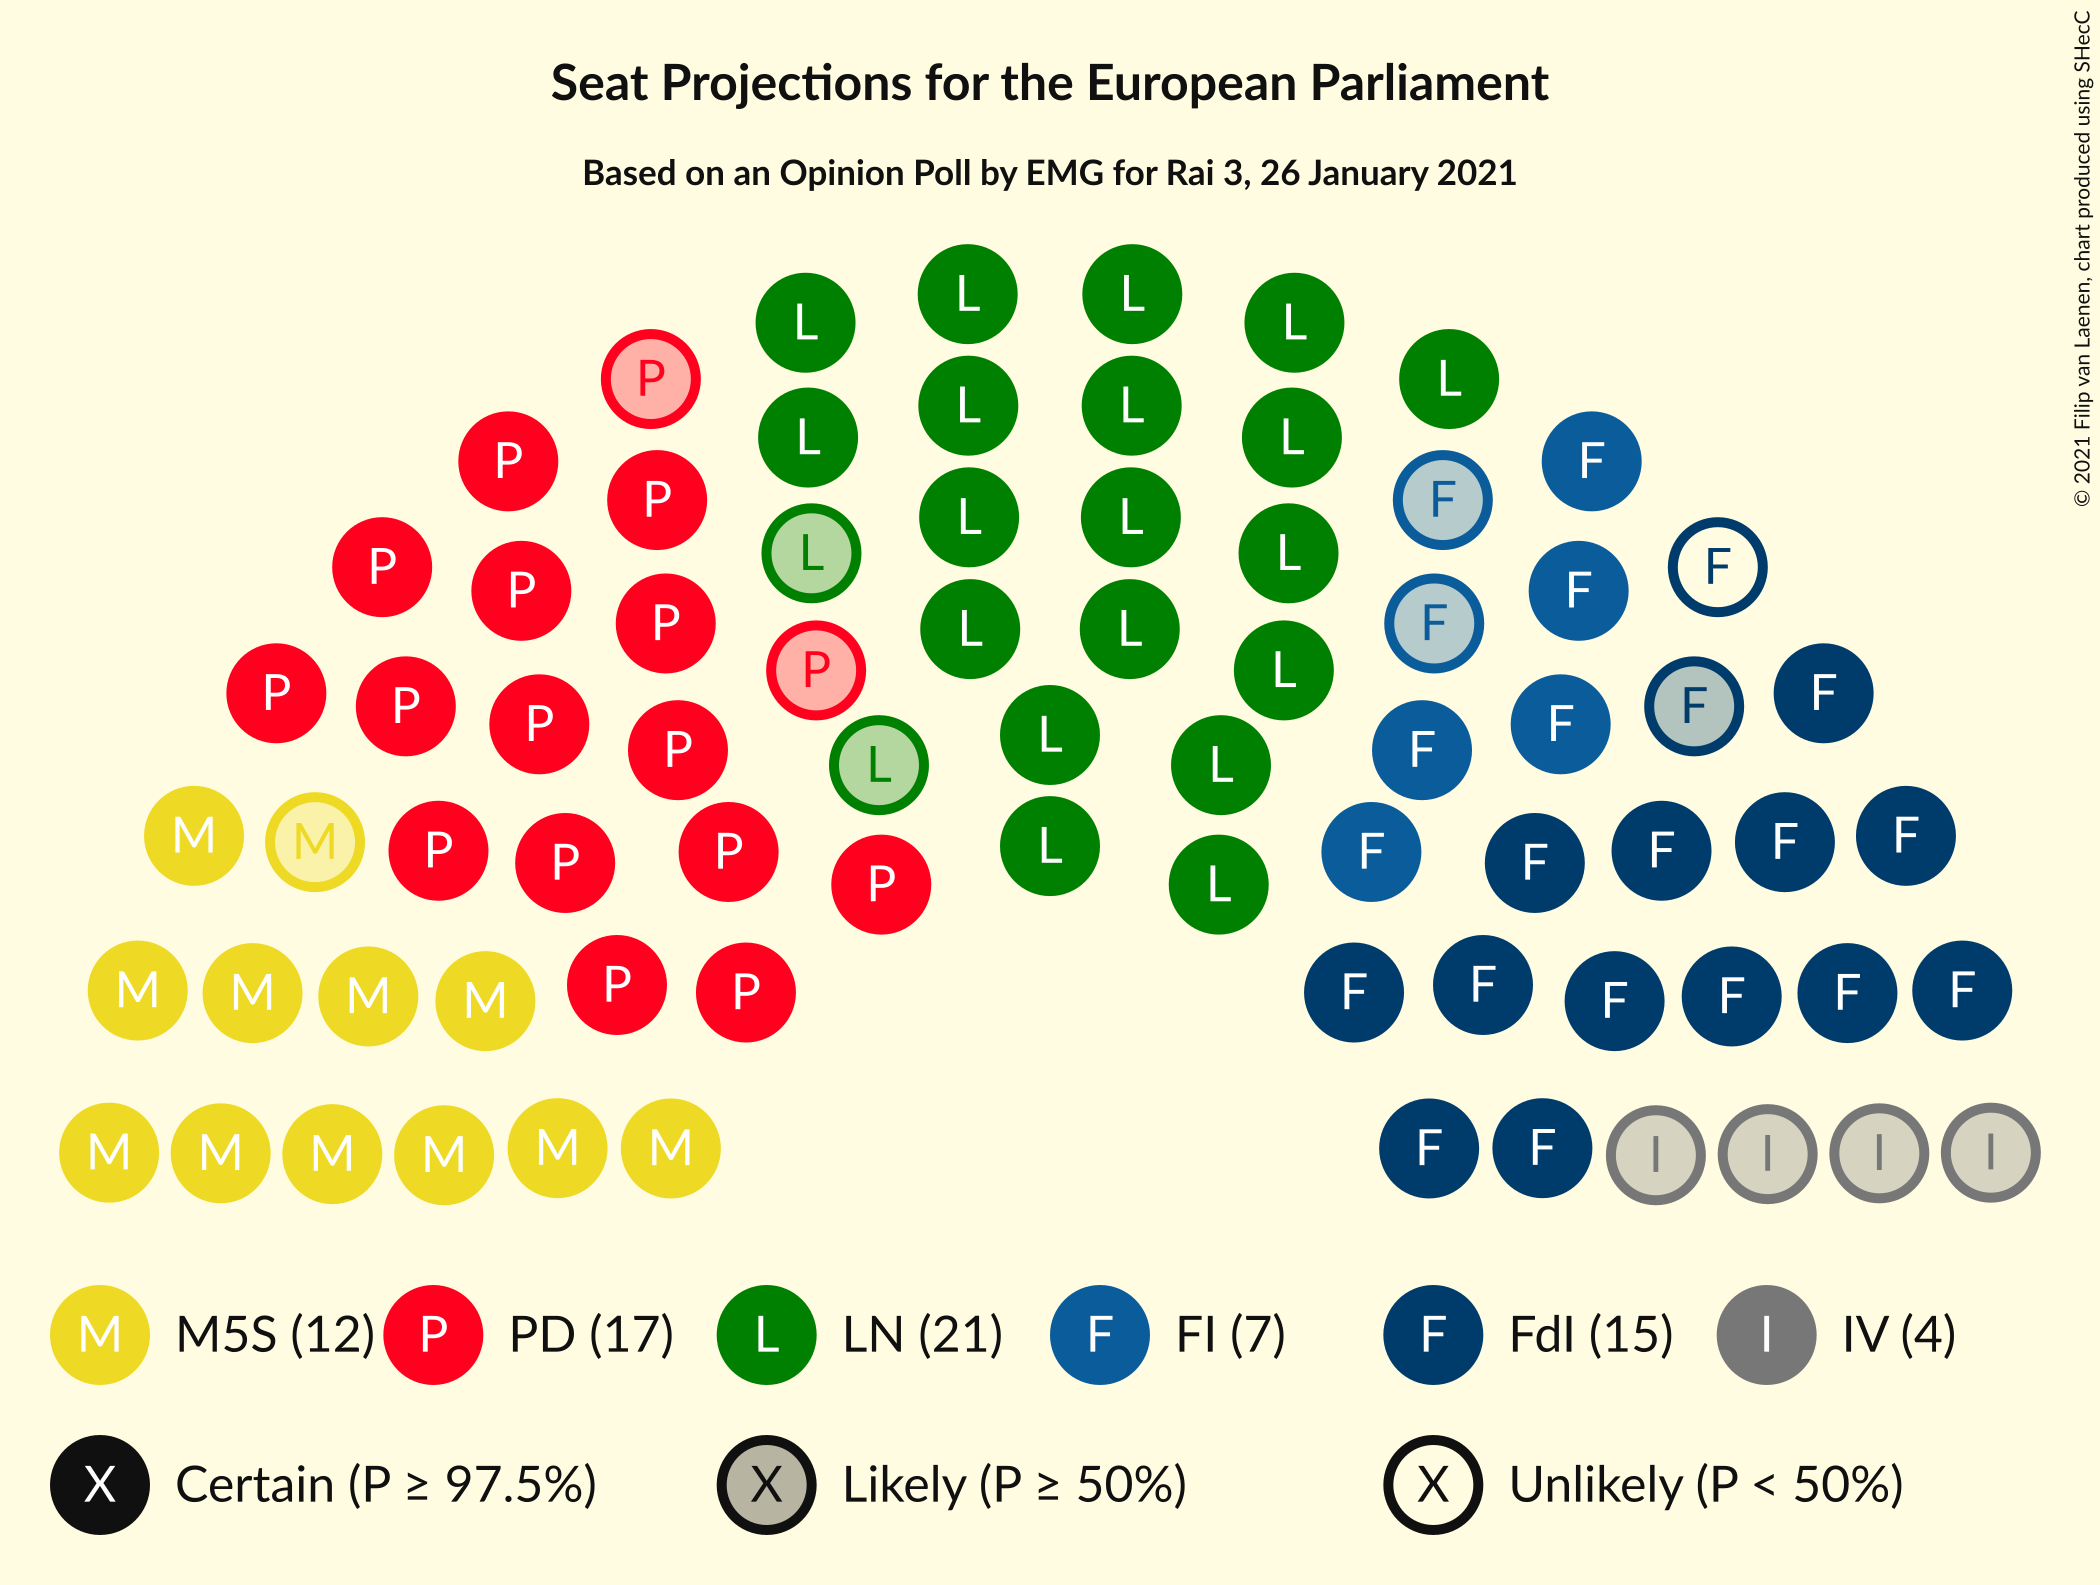 Seat Projections for the European Parliament
Based on an Opinion Poll by EMG for Rai 3, 26 January 2021
© 2021 Filip van Laenen, chart produced using SHecC
L L
L L
P L
L L
L L
P F F
P F
L L
L L
P F
P F
P F
L L
P F
P L
P F
P F
P F
P F
L
P F
L L
M F
M F
P F
L
P F
P F
P L
M M M M P P F F F F F F
M M M M M M F F I I I I
M M5S (12) P PD (17) L LN (21) F FI (7) F FdI (15) I IV (4)
X Certain (P ≥ 97.5%) X Likely (P ≥ 50%) X Unlikely (P < 50%)